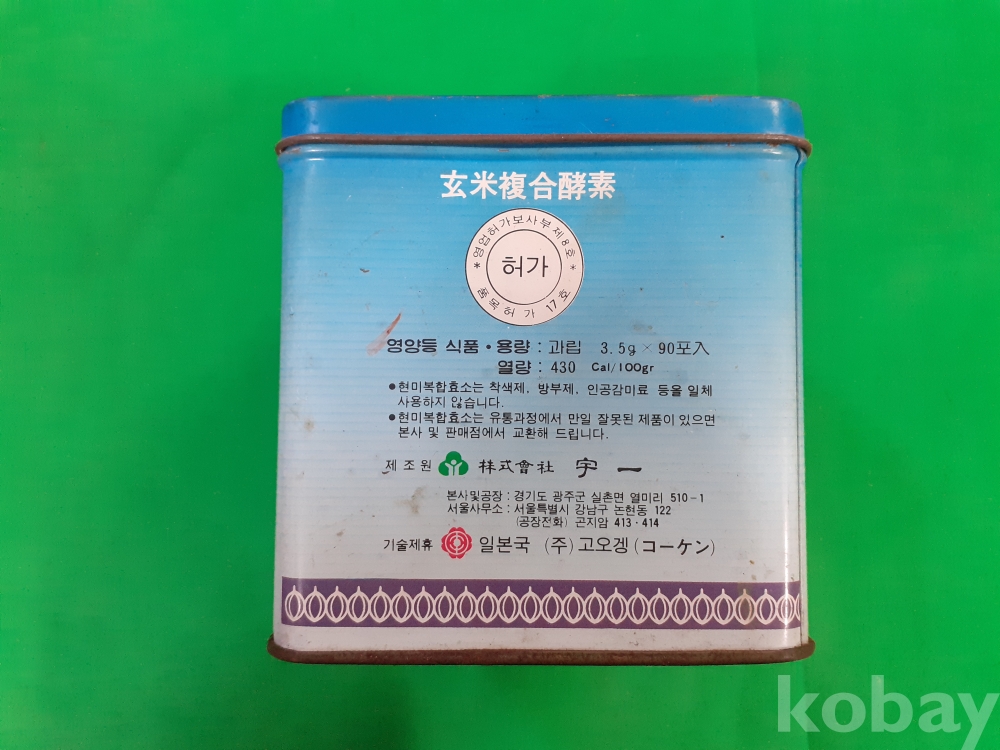 玄米複合酵素
*영업허가보사부제8호*
허가
품목허가 17호
영양등 식품·용량 : 과립 3.5g × 90포入
열량 : 430 Cal/100gr
●현미복합효소는 착색제, 방부제, 인공감미료 등을 일체
사용하지 않습니다.
●현미복합효소는 유통과정에서 만일 잘못된 제품이 있으면
본사 및 판매점에서 교환해 드립니다.
제조원 株式會社 宇一
본사및공장 : 경기도 광주군 실촌면 열미리 510-1
서울사무소 : 서울특별시 강남구 논현동 122
(공장전화) 곤지암 413·414
기술제휴 일본국 (주)고오겡(コーケン)
kobay